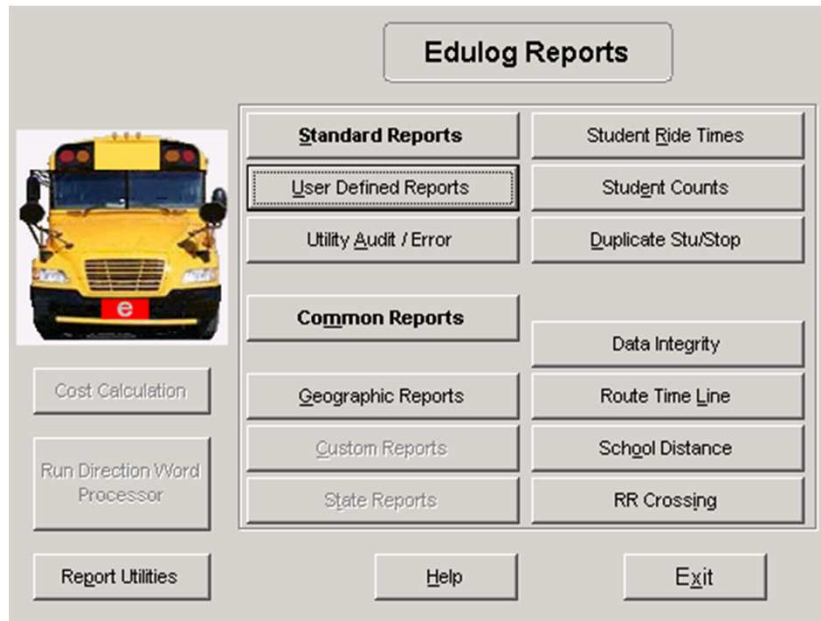 Edulog Reports
Standard Reports
Student Ride Times
User Defined Reports
Student Counts
Utility Audit / Error
Duplicate Stu/Stop
Common Reports
Data Integrity
e
Cost Calculation
Geographic Reports
Route Time Line
Custom Reports
School Distance
Run Direction Word
Processor
State Reports
RR Crossing
Report Utilities
Help
Exit